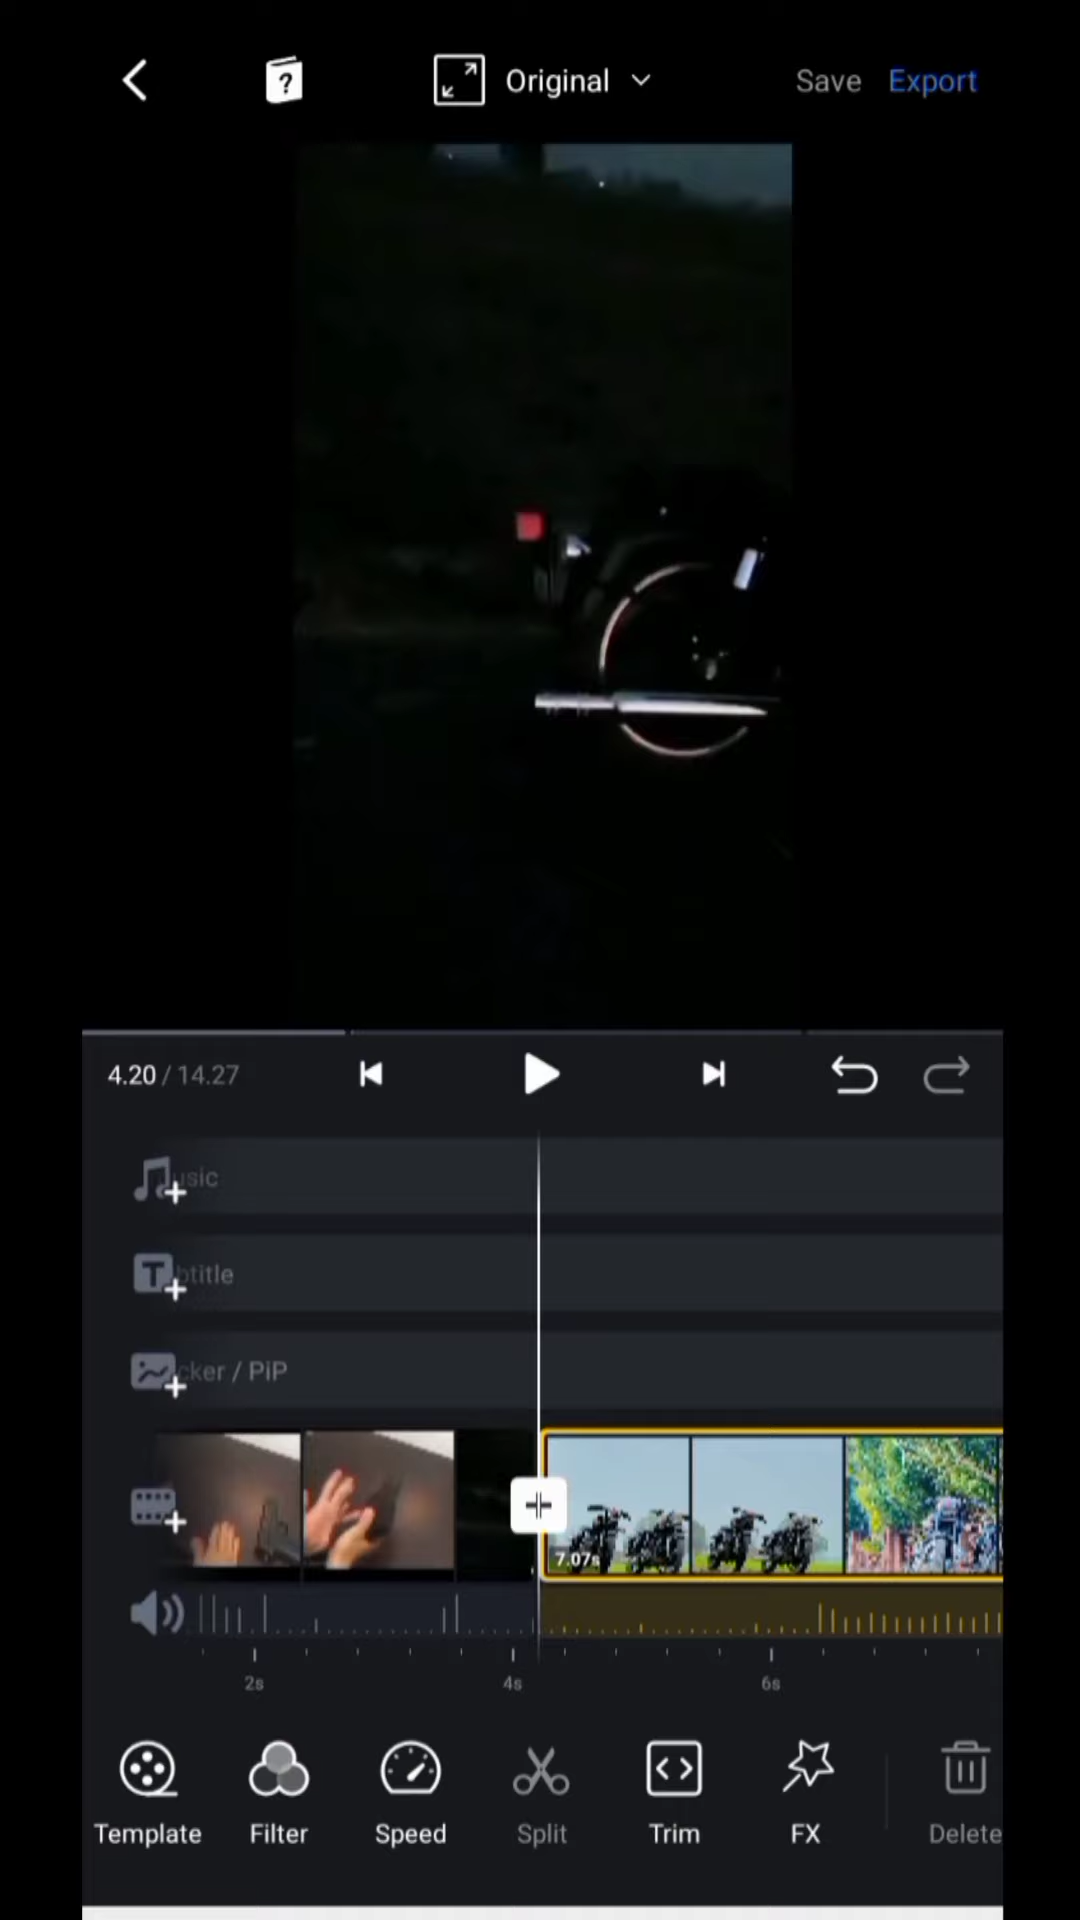 ?
Original
Save Export
4.20 / 14.27
usic
T
btitle
cker / PiP
7.07s
2s 4s 6s
Template Filter Speed Split Trim FX Delete